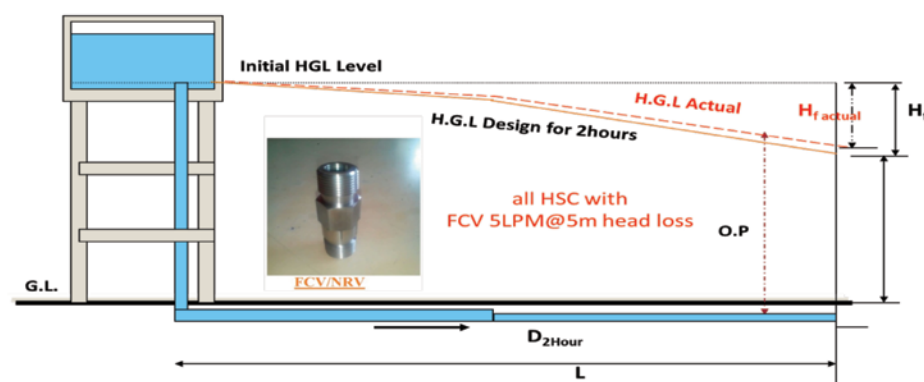 Initial HGL Level
H.G.L Actual
H.G.L Design for 2hours
Hf actual
H
all HSC with
FCV 5LPM@5m head loss
O.P
FCV/NRV
G.L.
D2Hour
L